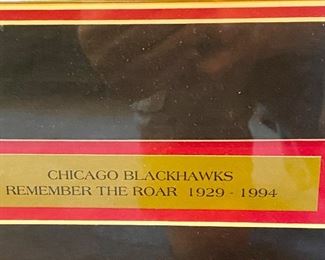 CHICAGO BLACKHAWKS
REMEMBER THE ROAR 1929 - 1994